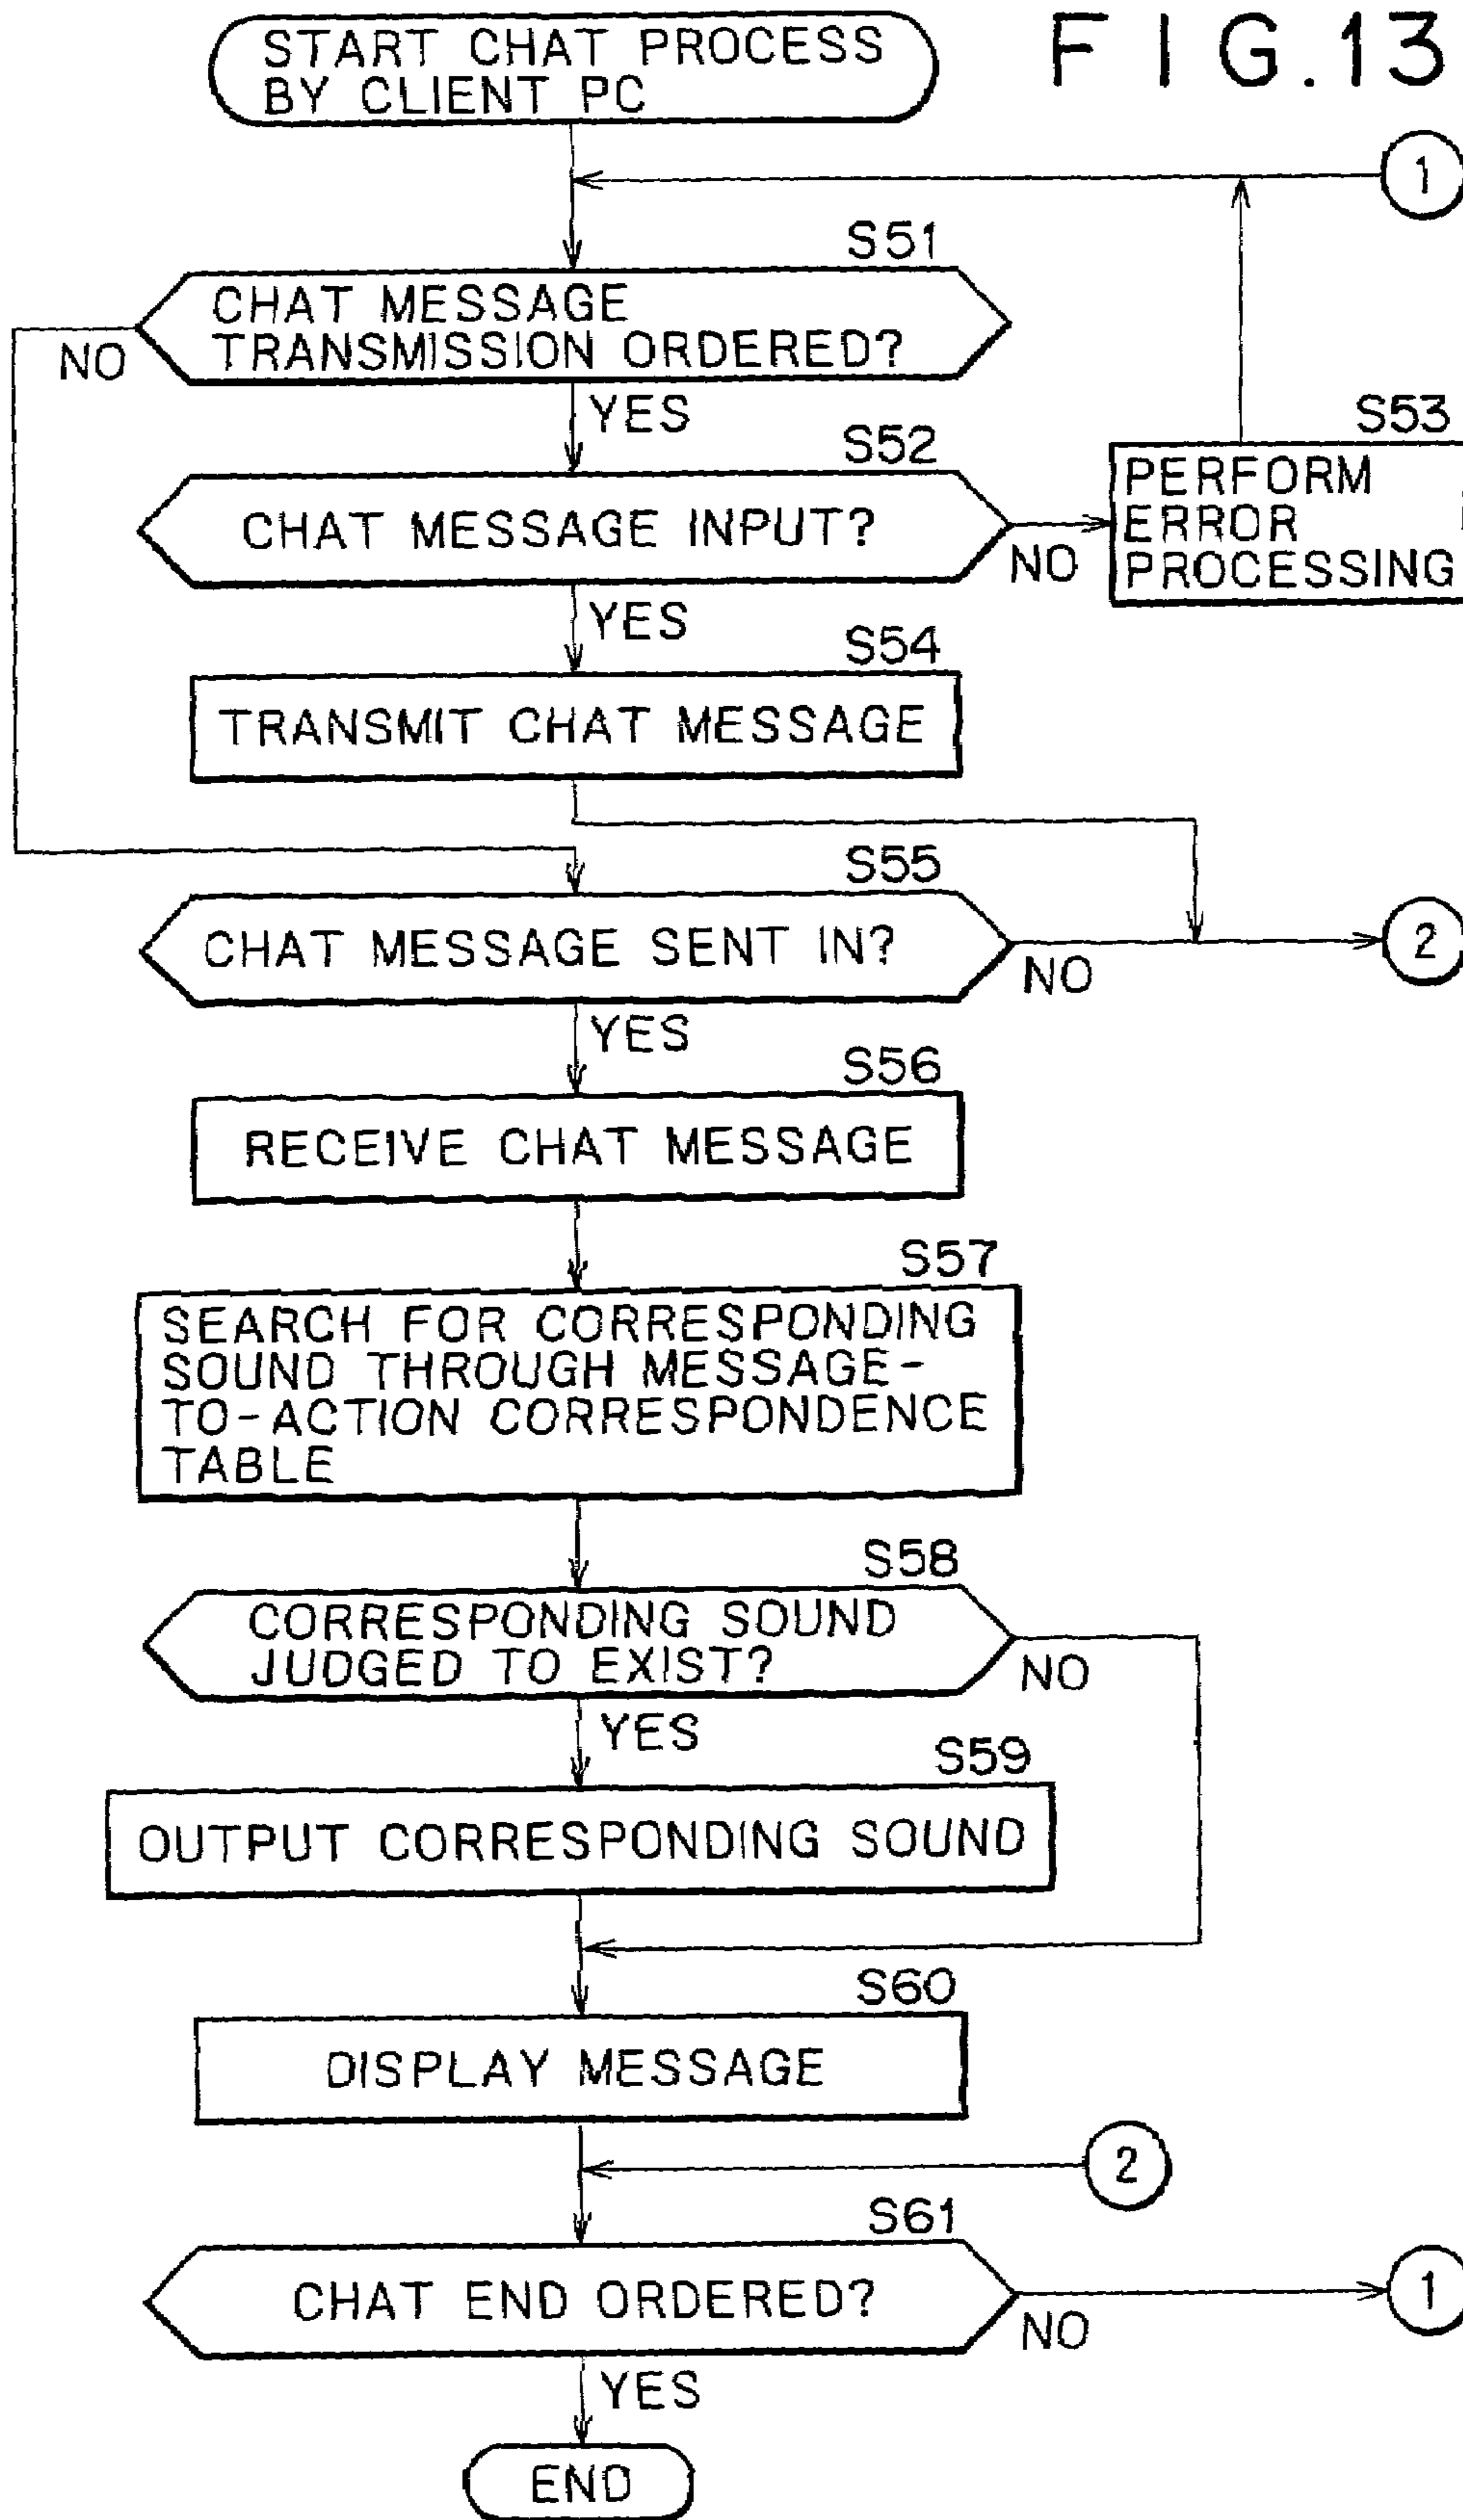 START CHAT PROCESS
BY CLIENT PC
FIG.13
1
S51
CHAT MESSAGE
TRANSMISSION ORDERED?
NO
YES
S52
CHAT MESSAGE INPUT?
NO
S53
PERFORM
ERROR
PROCESSING
YES
S54
TRANSMIT CHAT MESSAGE
S55
CHAT MESSAGE SENT IN?
NO
2
YES
S56
RECEIVE CHAT MESSAGE
S57
SEARCH FOR CORRESPONDING
SOUND THROUGH MESSAGE-
TO-ACTION CORRESPONDENCE
TABLE
S58
CORRESPONDING SOUND
JUDGED TO EXIST?
NO
YES
S59
OUTPUT CORRESPONDING SOUND
S60
DISPLAY MESSAGE
2
S61
CHAT END ORDERED?
NO
1
YES
END